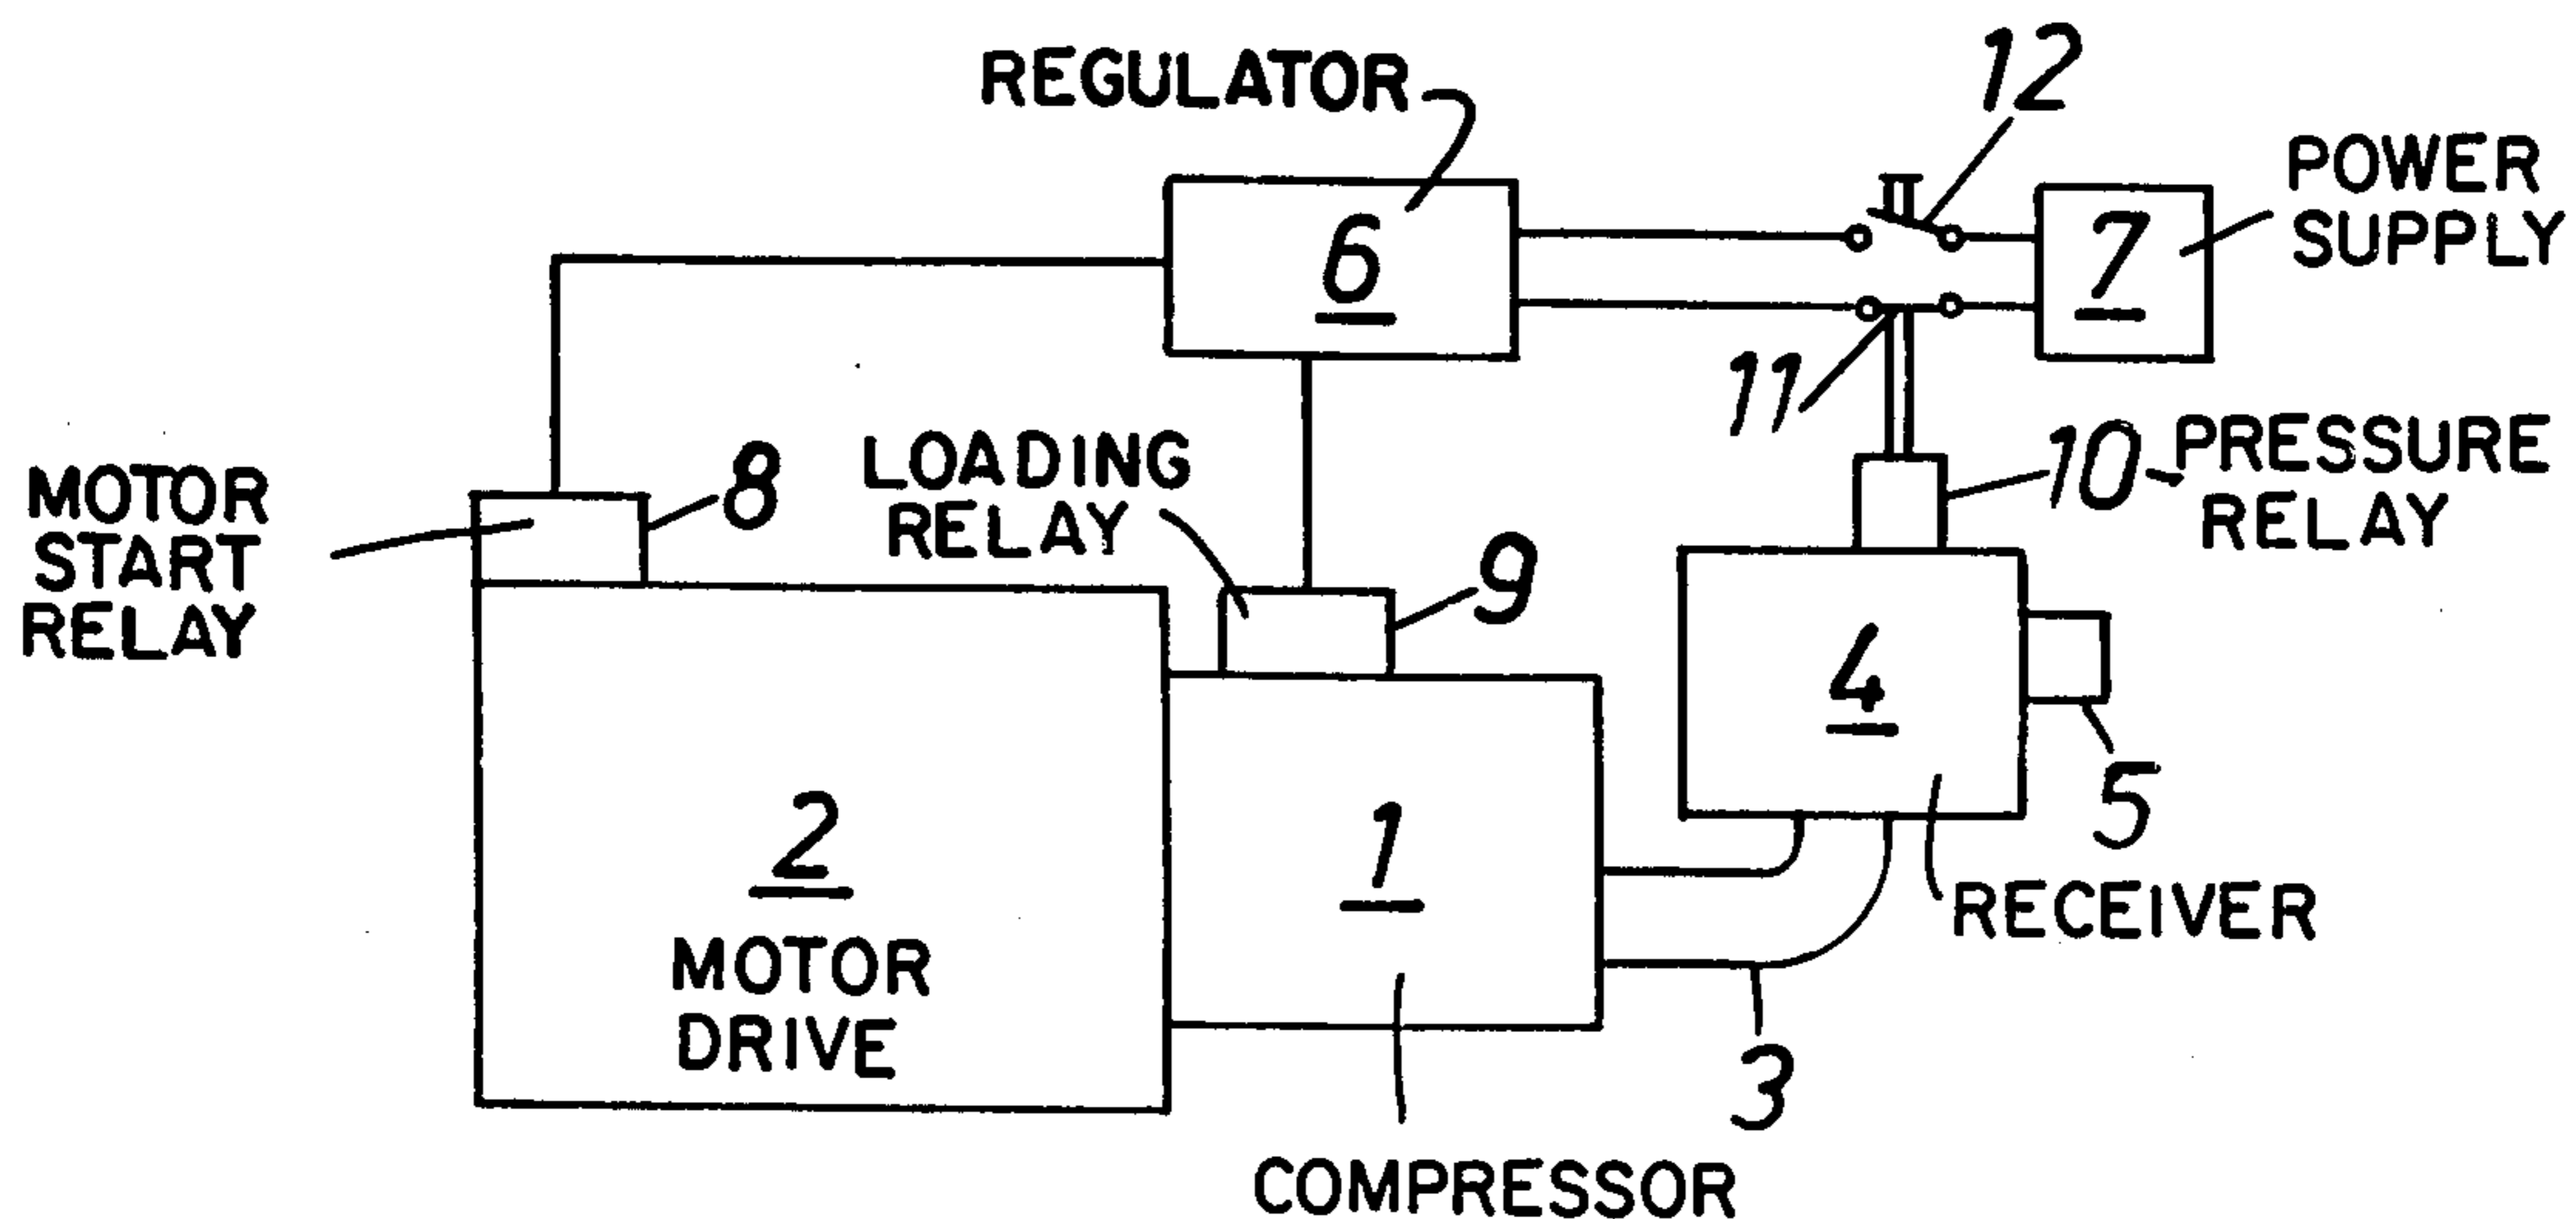 REGULATOR
12
POWER
SUPPLY
6
7
11
MOTOR
START
RELAY
8
LOADING
RELAY
9
10
PRESSURE
RELAY
4
5
2
MOTOR
DRIVE
1
RECEIVER
3
COMPRESSOR